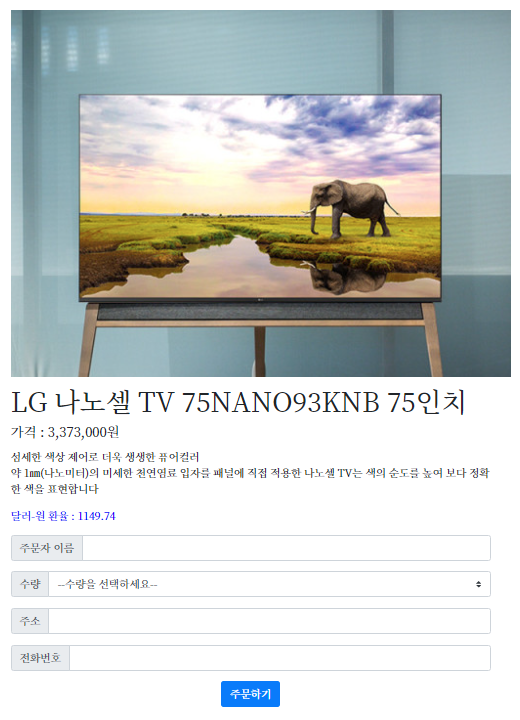 LG 나노셀 TV 75NANO93KNB 75인치
가격 : 3,373,000원
섬세한 색상 제어로 더욱 생생한 퓨어컬러
약 1㎚(나노미터)의 미세한 천연염료 입자를 패널에 직접 적용한 나노셀 TV는 색의 순도를 높여 보다 정확
한 색을 표현합니다
달러-원 환율 : 1149.74
주문자 이름
수량 --수량을 선택하세요--
주소
전화번호
주문하기